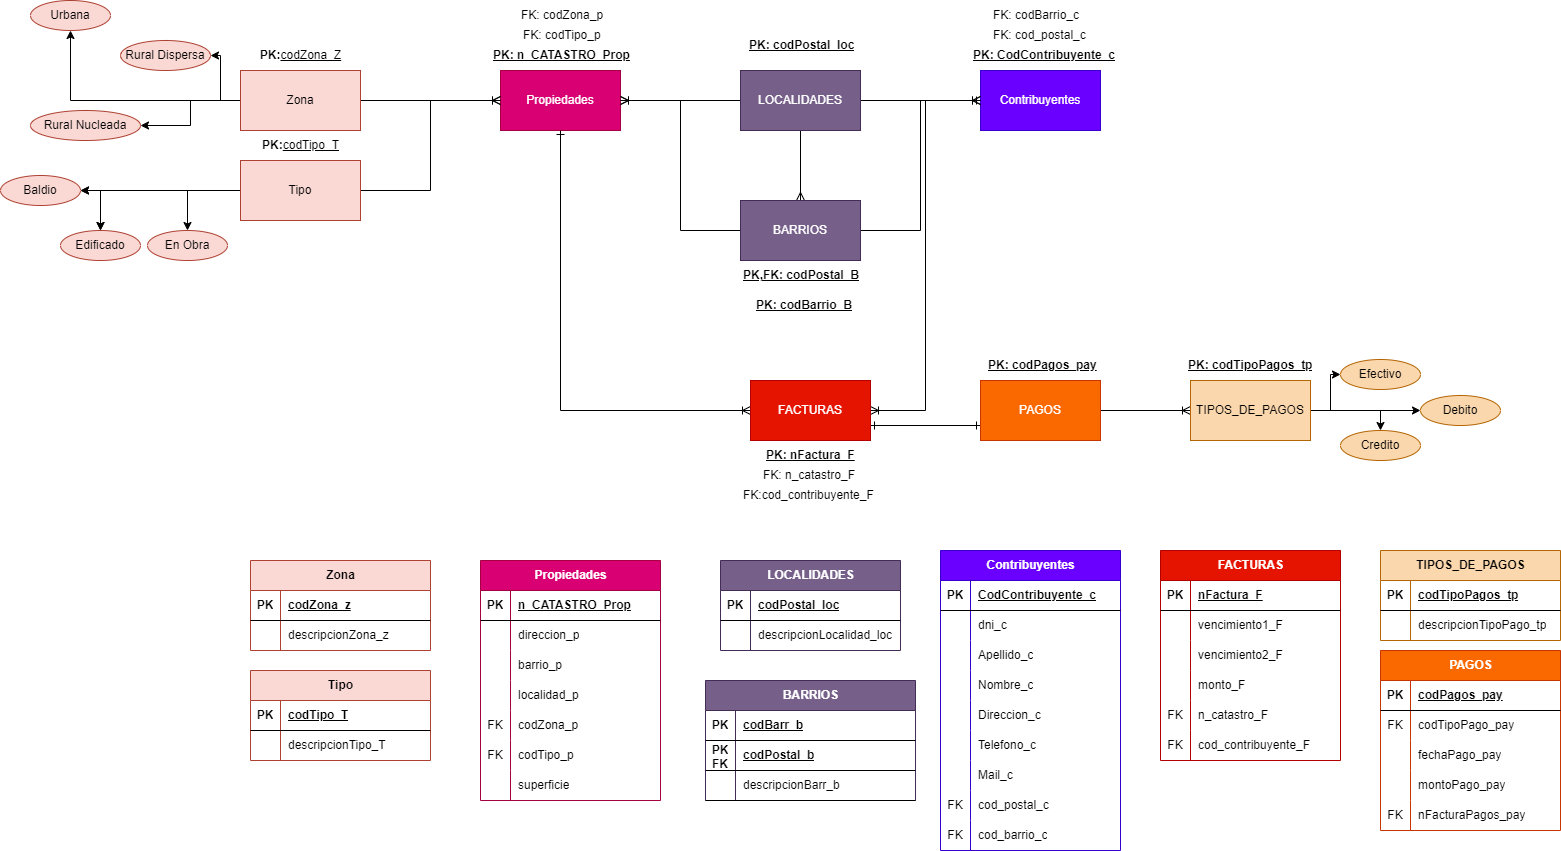 Urbana
Rural Dispersa
Rural Nucleada
PK:codZona_Z
Zona
PK:codTipo_T
Tipo
Baldio
Edificado
En Obra
FK: codZona_p
FK: codTipo_p
PK: n_CATASTRO_Prop
Propiedades
PK: codPostal_loc
LOCALIDADES
BARRIOS
PK,FK: codPostal_B
PK: codBarrio_B
FK: codBarrio_c
FK: cod_postal_c
PK: CodContribuyente_c
Contribuyentes
FACTURAS
PK: nFactura_F
FK: n_catastro_F
FK:cod_contribuyente_F
PK: codPagos_pay
PAGOS
PK: codTipoPagos_tp
TIPOS_DE_PAGOS
Efectivo
Debito
Credito
Zona
PK codZona_z
descripcionZona_z
Tipo
PK codTipo_T
descripcionTipo_T
Propiedades
PK n_CATASTRO_Prop
direccion_p
barrio_p
localidad_p
FK codZona_p
FK codTipo_p
superficie
LOCALIDADES
PK codPostal_loc
descripcionLocalidad_loc
BARRIOS
PK codBarr_b
PK FK codPostal_b
descripcionBarr_b
Contribuyentes
PK CodContribuyente_c
dni_c
Apellido_c
Nombre_c
Direccion_c
Telefono_c
Mail_c
FK cod_postal_c
FK cod_barrio_c
FACTURAS
PK nFactura_F
vencimiento1_F
vencimiento2_F
monto_F
FK n_catastro_F
FK cod_contribuyente_F
TIPOS_DE_PAGOS
PK codTipoPagos_tp
descripcionTipoPago_tp
PAGOS
PK codPagos_pay
FK codTipoPago_pay
fechaPago_pay
montoPago_pay
FK nFacturaPagos_pay